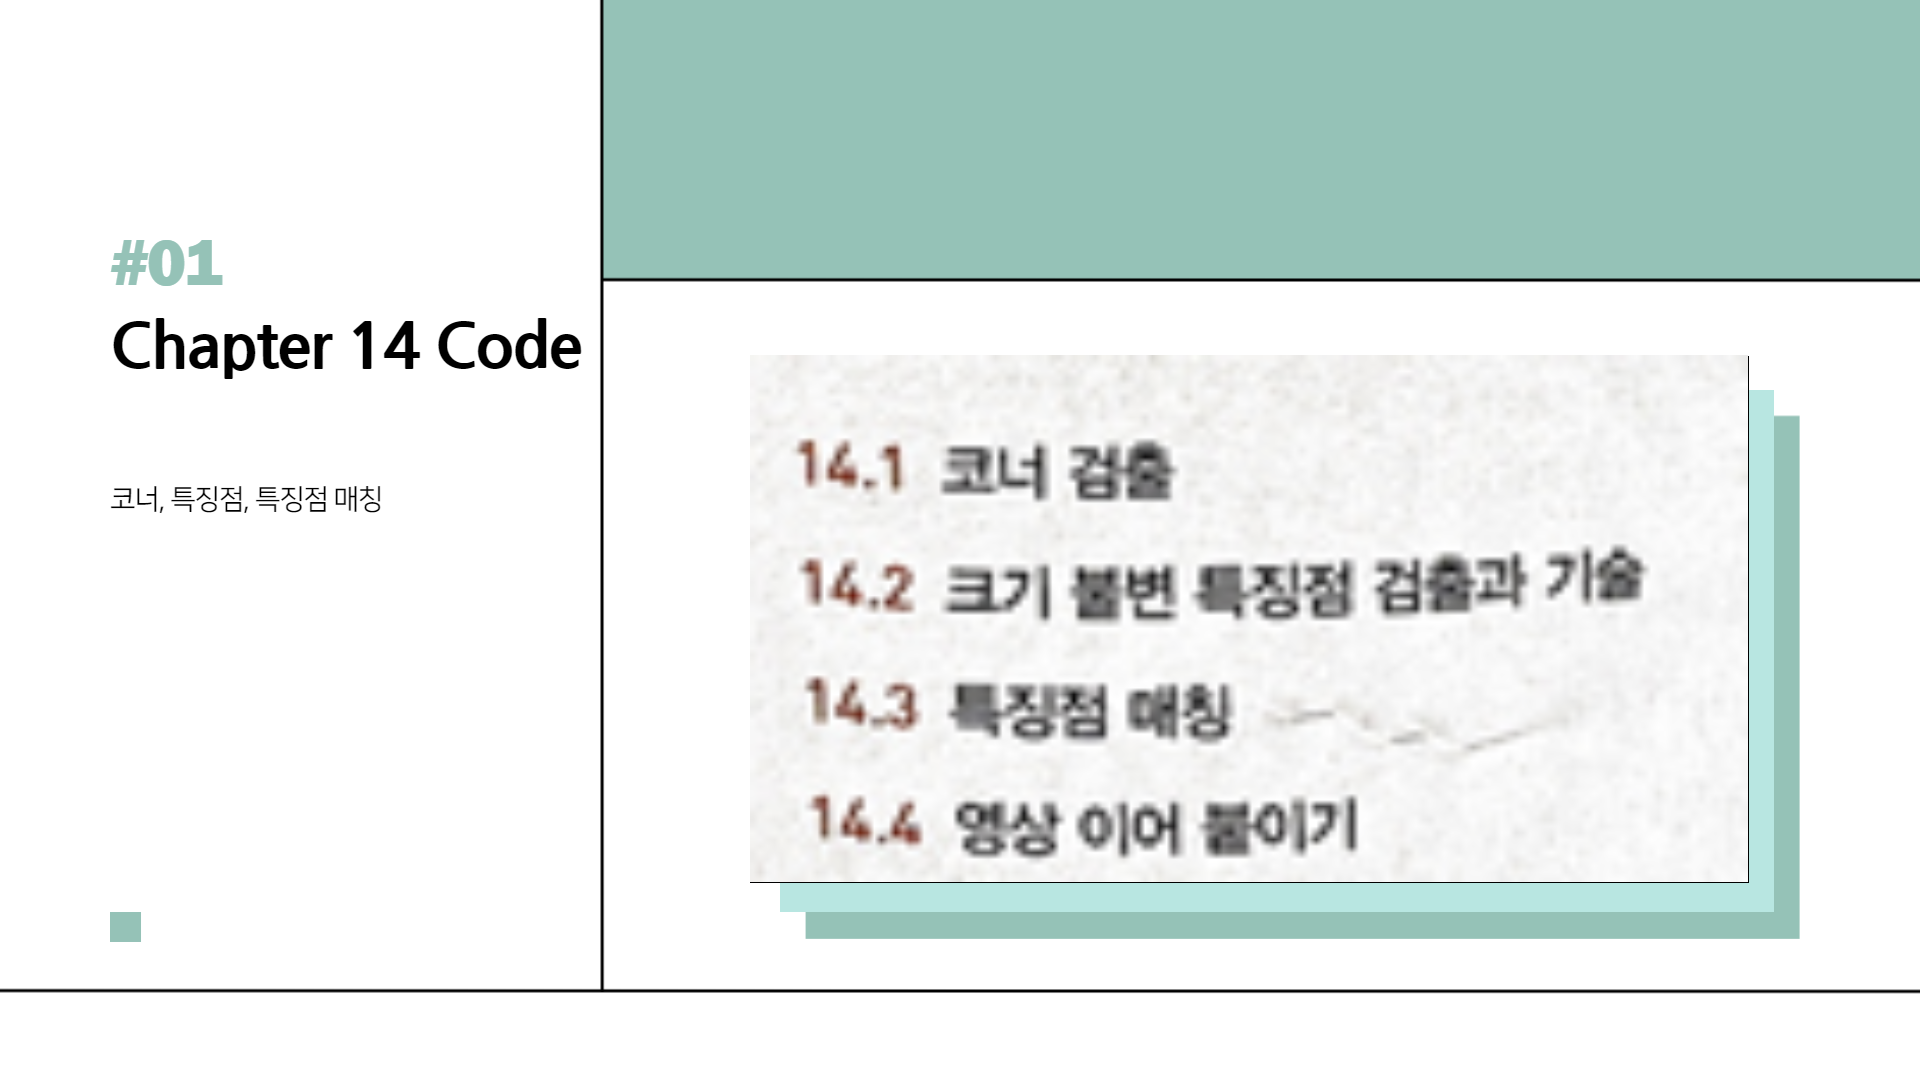 #01
Chapter 14 Code
코너, 특징점, 특징점 매칭
14.1 코너 검출
14.2 크기 불변 특징점 검출과 기술
14.3 특징점 매칭
14.4 영상 이어 붙이기